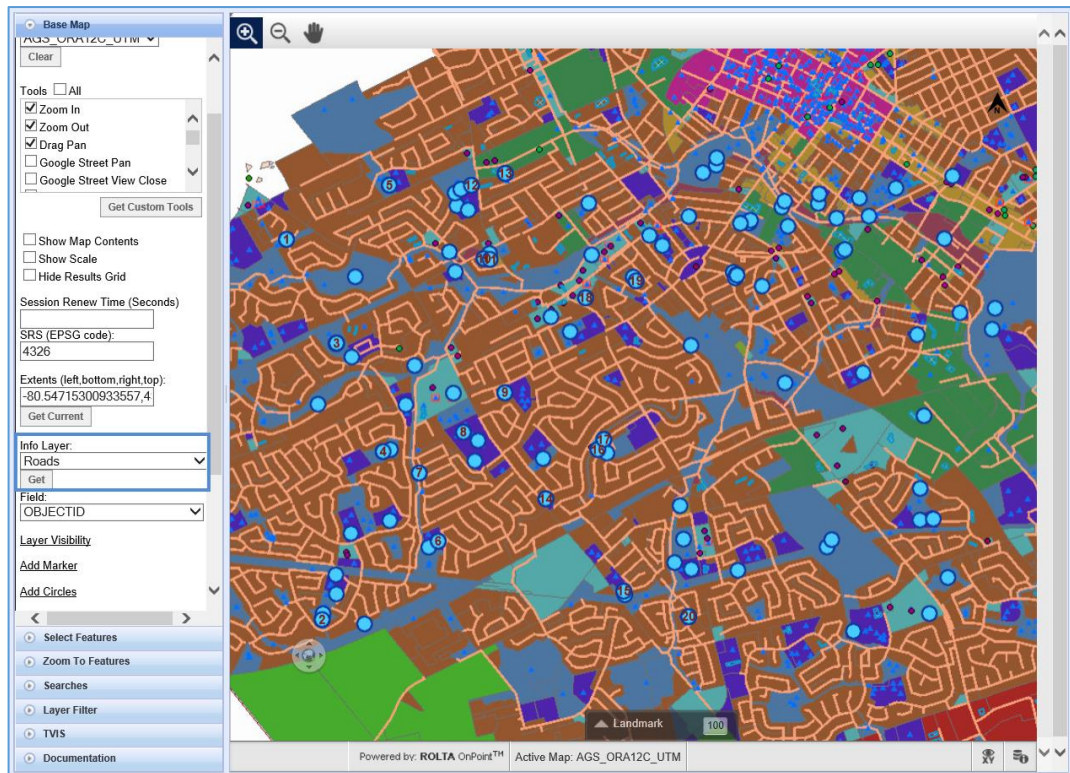 Base Map
AGS_ORA12C_UTM
Clear
Tools All
Zoom In
Zoom Out
Drag Pan
Google Street Pan
Google Street View Close
Get Custom Tools
Show Map Contents
Show Scale
Hide Results Grid
Session Renew Time (Seconds)
SRS (EPSG code):
4326
Extents (left,bottom,right,top):
-80.54715300933557,4
Get Current
Info Layer:
Roads
Get
Field:
OBJECTID
Layer Visibility
Add Marker
Add Circles
Select Features
Zoom To Features
Searches
Layer Filter
TVIS
Documentation
N
13
12
5
1
101
19
18
3
9
8
17
16
4
7
14
6
15
20
2
Landmark 100
Powered by: ROLTA OnPoint™ Active Map: AGS_ORA12C_UTM
XY